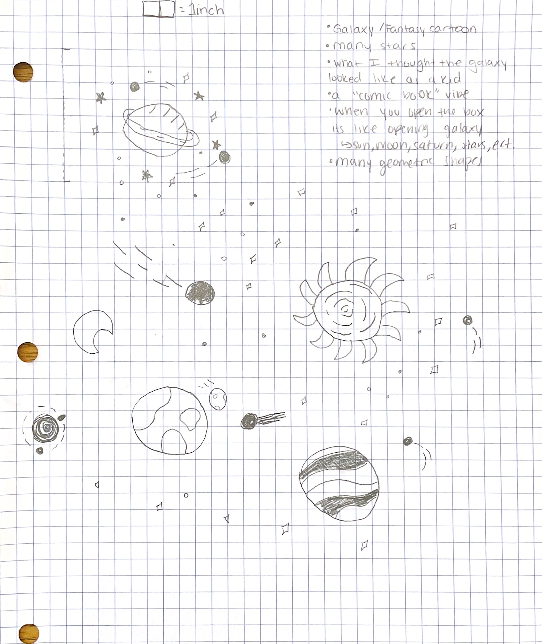 = 1inch
• Galaxy / Fantasy cartoon
• many stars
• what I thought the galaxy
looked like as a kid
• a "comic book" vibe
• when you open the box
its like opening galaxy
↳ sun, moon, saturn, stars, ect.
• many geometric shapes